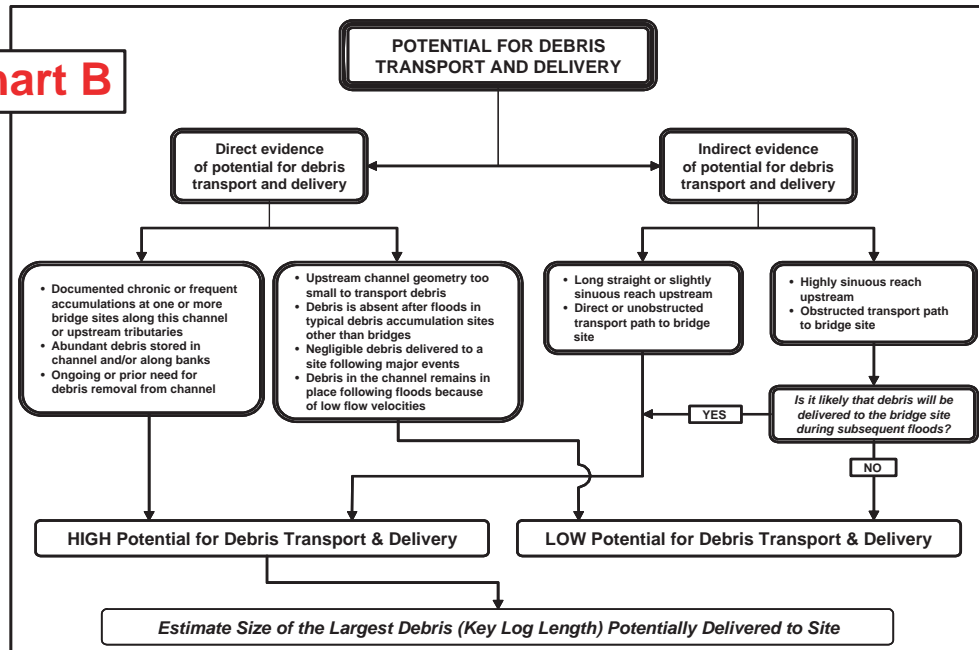 POTENTIAL FOR DEBRIS
TRANSPORT AND DELIVERY
hart B
Direct evidence
of potential for debris
transport and delivery
Indirect evidence
of potential for debris
transport and delivery
• Documented chronic or frequent
accumulations at one or more
bridge sites along this channel
or upstream tributaries
• Abundant debris stored in
channel and/or along banks
• Ongoing or prior need for
debris removal from channel
• Upstream channel geometry too
small to transport debris
• Debris is absent after floods in
typical debris accumulation sites
other than bridges
• Negligible debris delivered to a
site following major events
• Debris in the channel remains in
place following floods because
of low flow velocities
• Long straight or slightly
sinuous reach upstream
• Direct or unobstructed
transport path to bridge
site
• Highly sinuous reach
upstream
• Obstructed transport path
to bridge site
Is it likely that debris will be
delivered to the bridge site
during subsequent floods?
YES
NO
HIGH Potential for Debris Transport & Delivery
LOW Potential for Debris Transport & Delivery
Estimate Size of the Largest Debris (Key Log Length) Potentially Delivered to Site